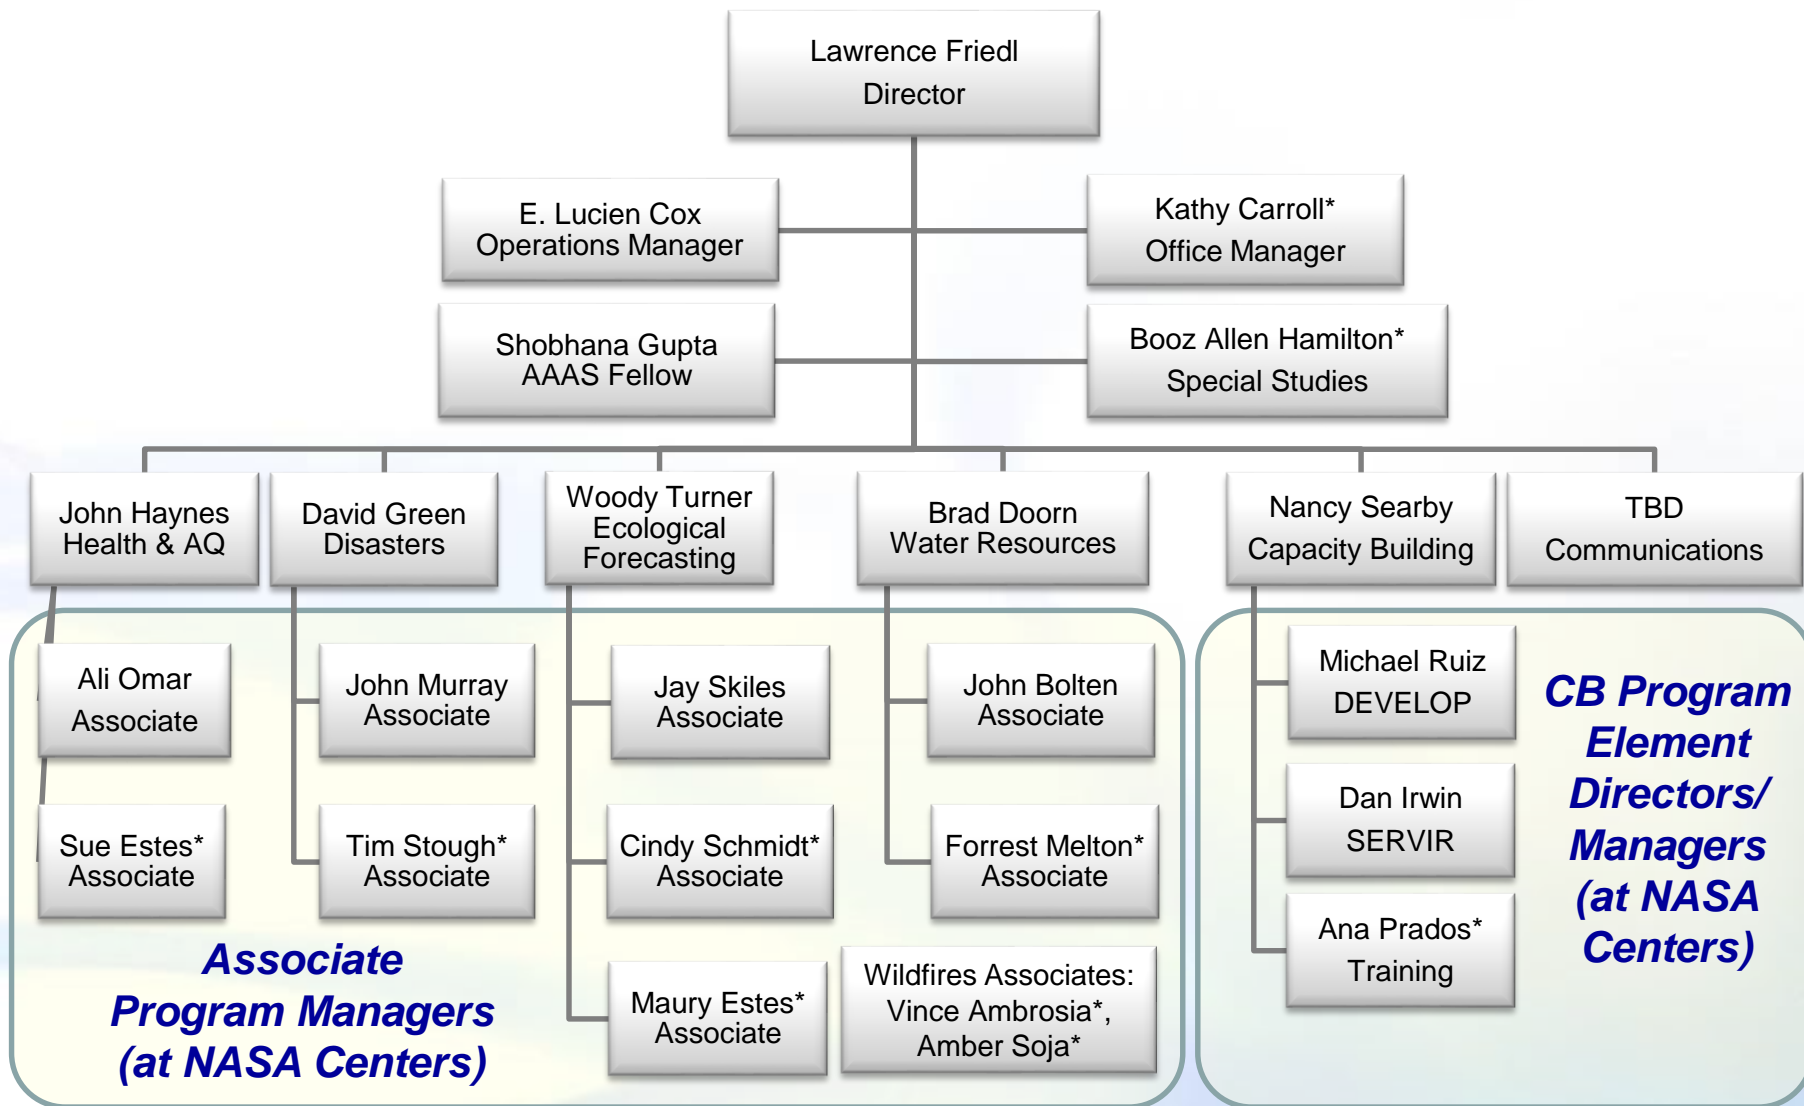 Lawrence Friedl
Director
E. Lucien Cox
Operations Manager
Kathy Carroll*
Office Manager
Shobhana Gupta
AAAS Fellow
Booz Allen Hamilton*
Special Studies
John Haynes
Health & AQ
David Green
Disasters
Woody Turner
Ecological
Forecasting
Brad Doorn
Water Resources
Nancy Searby
Capacity Building
TBD
Communications
Ali Omar
Associate
John Murray
Associate
Jay Skiles
Associate
John Bolten
Associate
Michael Ruiz
DEVELOP
Sue Estes*
Associate
Tim Stough*
Associate
Cindy Schmidt*
Associate
Forrest Melton*
Associate
Dan Irwin
SERVIR
Maury Estes*
Associate
Wildfires Associates:
Vince Ambrosia*,
Amber Soja*
Ana Prados*
Training
Associate
Program Managers
(at NASA Centers)
CB Program
Element
Directors/
Managers
(at NASA
Centers)